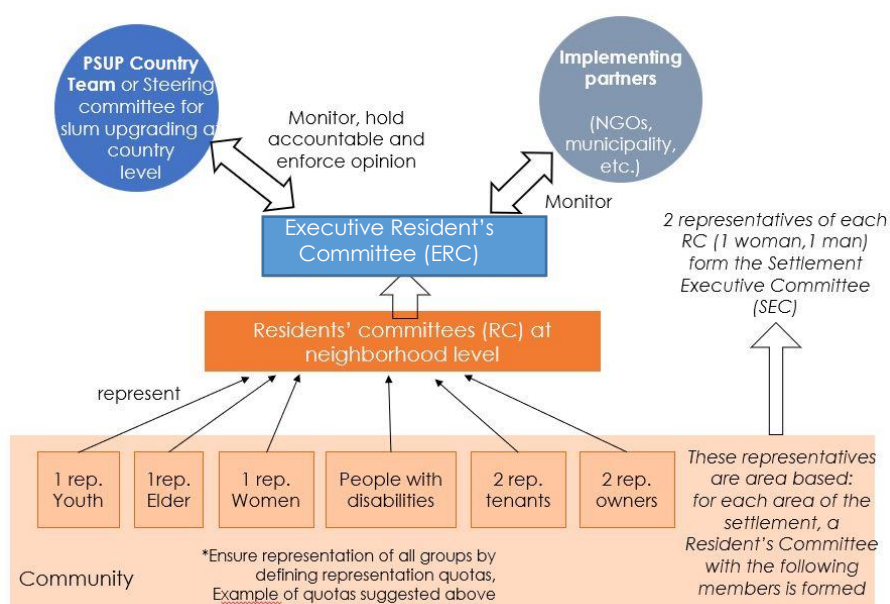 PSUP Country
Team or Steering
committee for
slum upgrading at
country
level
Implementing
partners
(NGOs,
municipality,
etc.)
Monitor, hold
accountable and
enforce opinion
Monitor
Executive Resident's
Committee (ERC)
2 representatives of each
RC (1 woman,1 man)
form the Settlement
Executive Committee
(SEC)
Residents' committees (RC) at
neighborhood level
represent
1 rep.
Youth
1rep.
Elder
1 rep.
Women
People with
disabilities
2 rep.
tenants
2 rep.
owners
These representatives
are area based:
for each area of the
settlement, a
Resident's Committee
with the following
members is formed
Community
*Ensure representation of all groups by
defining representation quotas,
Example of quotas suggested above